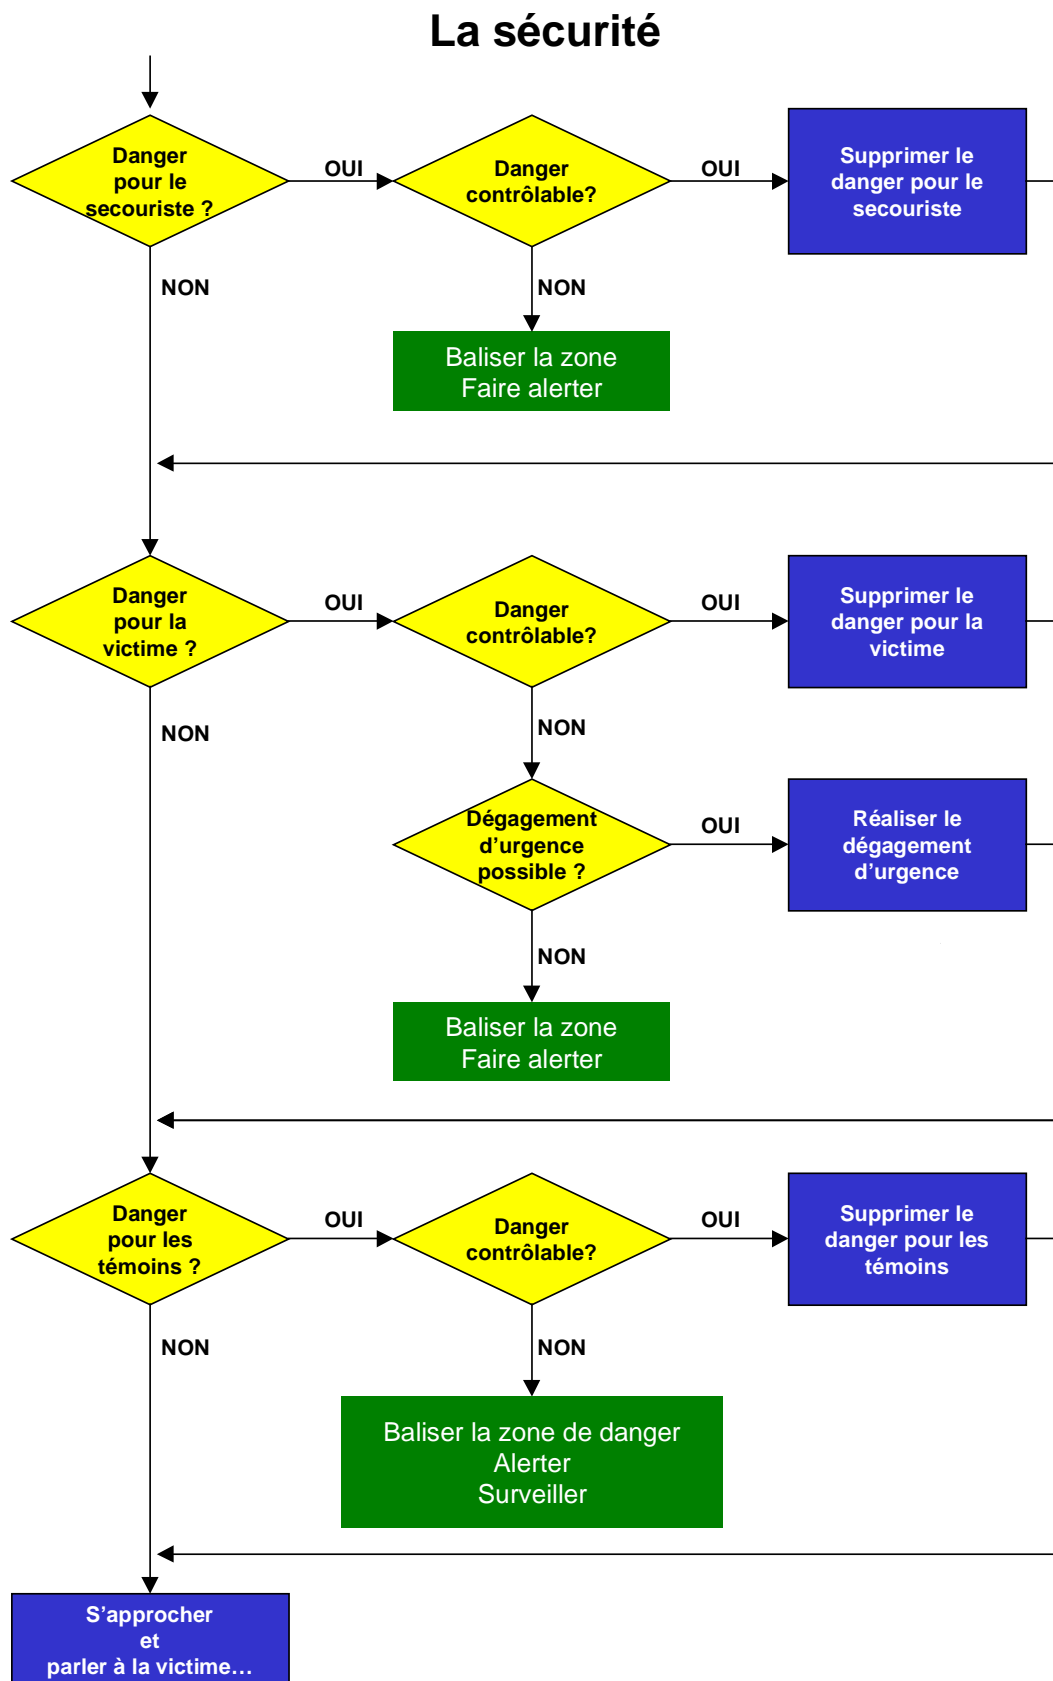 La sécurité
Danger
pour le
secouriste ?
OUI
Danger
contrôlable?
OUI
Supprimer le
danger pour le
secouriste
NON
NON
Baliser la zone
Faire alerter
Danger
pour la
victime ?
OUI
Danger
contrôlable?
OUI
Supprimer le
danger pour la
victime
NON
NON
Dégagement
d’urgence
possible ?
OUI
Réaliser le
dégagement
d’urgence
NON
Baliser la zone
Faire alerter
Danger
pour les
témoins ?
OUI
Danger
contrôlable?
OUI
Supprimer le
danger pour les
témoins
NON
NON
Baliser la zone de danger
Alerter
Surveiller
S’approcher
et
parler à la victime…